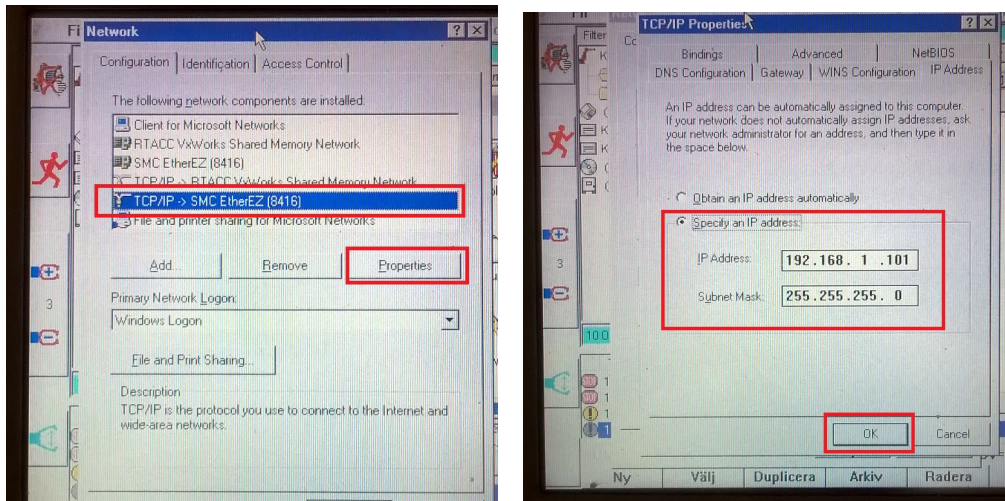 Fi
Network
Configuration
Identification
Access Control
The following network components are installed:
Client for Microsoft Networks
RTACC VxWorks Shared Memory Network
SMC EtherEZ (8416)
TCP/IP -> RTACC VxWorks Shared Memory Network
TCP/IP -> SMC EtherEZ (8416)
File and printer sharing for Microsoft Networks
Add...
Remove
Properties
3
Primary Network Logon:
Windows Logon
File and Print Sharing...
Description
TCP/IP is the protocol you use to connect to the Internet and
wide-area networks.
TCP/IP Properties
Filter
Bindings
Advanced
NetBIOS
DNS Configuration
Gateway
WINS Configuration
IP Address
An IP address can be automatically assigned to this computer.
If your network does not automatically assign IP addresses, ask
your network administrator for an address, and then type it in
the space below.
Obtain an IP address automatically
Specify an IP address:
IP Address:
192.168. 1 .101
3
Subnet Mask:
255.255.255. 0
OK
Cancel
Ny
Välj
Duplicera
Arkiv
Radera